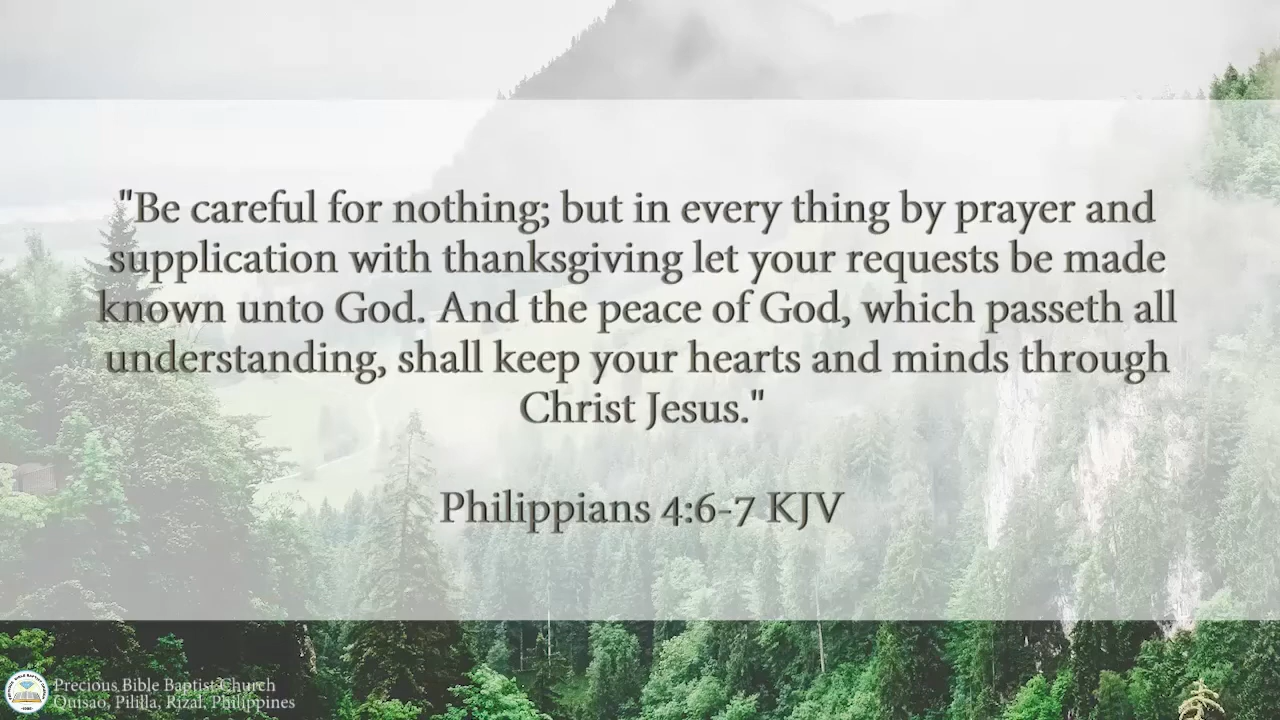 "Be careful for nothing; but in every thing by prayer and
supplication with thanksgiving let your requests be made
known unto God. And the peace of God, which passeth all
understanding, shall keep your hearts and minds through
Christ Jesus."
Philippians 4:6-7 KJV
Precious Bible Baptist Church
Quisao, Pililla, Rizal, Philippines